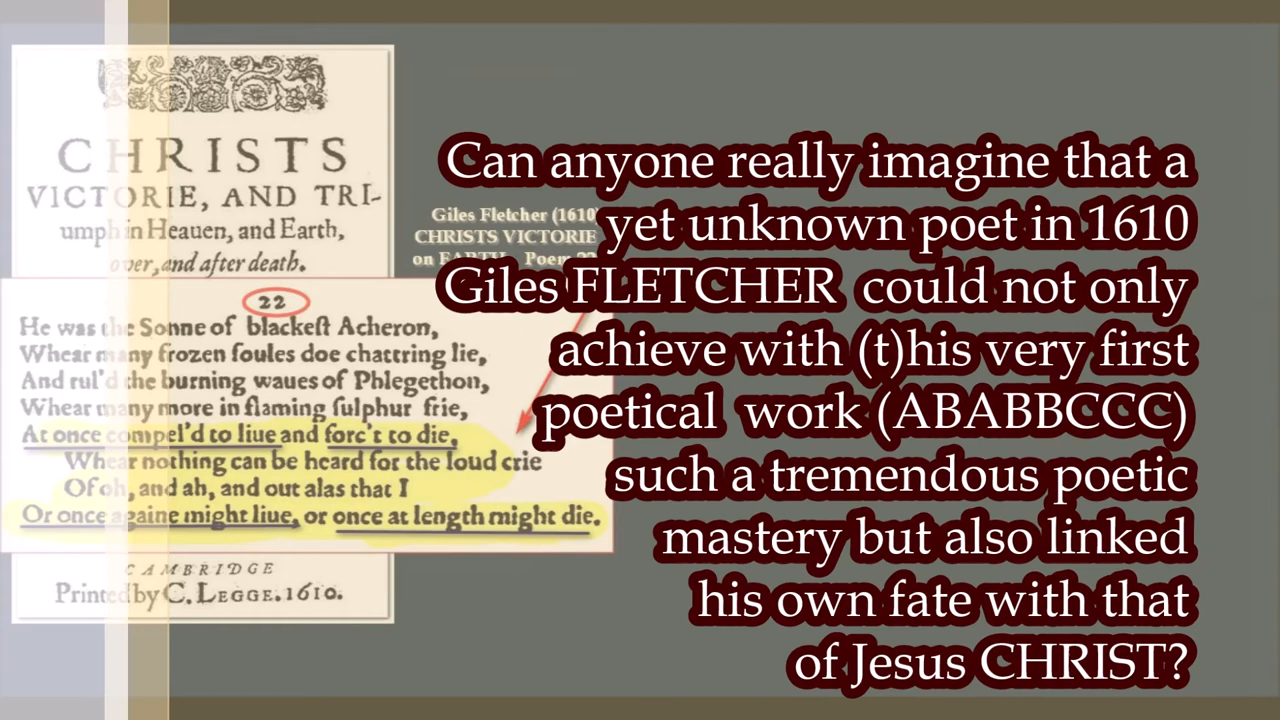 CHRISTS
VICTORIE, AND TRI-
umph in Heauen, and Earth,
over, and after death.
Giles Fletcher (1610)
CHRISTS VICTORIE
on EARTH Poem 22
22
He was the Sonne of blackest Acheron,
Whear many frozen soules doe chattring lie,
And rul'd the burning waues of Phlegethon,
Whear many more in flaming sulphur frie,
At once compel'd to liue and forc't to die,
Whear nothing can be heard for the loud crie
Of oh, and ah, and out alas that I
Or once againe might liue, or once at length might die.
CAMBRIDGE
Printed by C. LEGGE. 1610.
Can anyone really imagine that a
yet unknown poet in 1610
Giles FLETCHER could not only
achieve with (t)his very first
poetical work (ABABBCCC)
such a tremendous poetic
mastery but also linked
his own fate with that
of Jesus CHRIST?